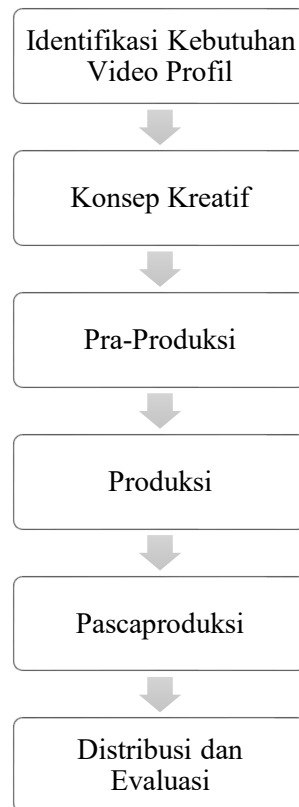 Identifikasi Kebutuhan
Video Profil
Konsep Kreatif
Pra-Produksi
Produksi
Pascaproduksi
Distribusi dan
Evaluasi